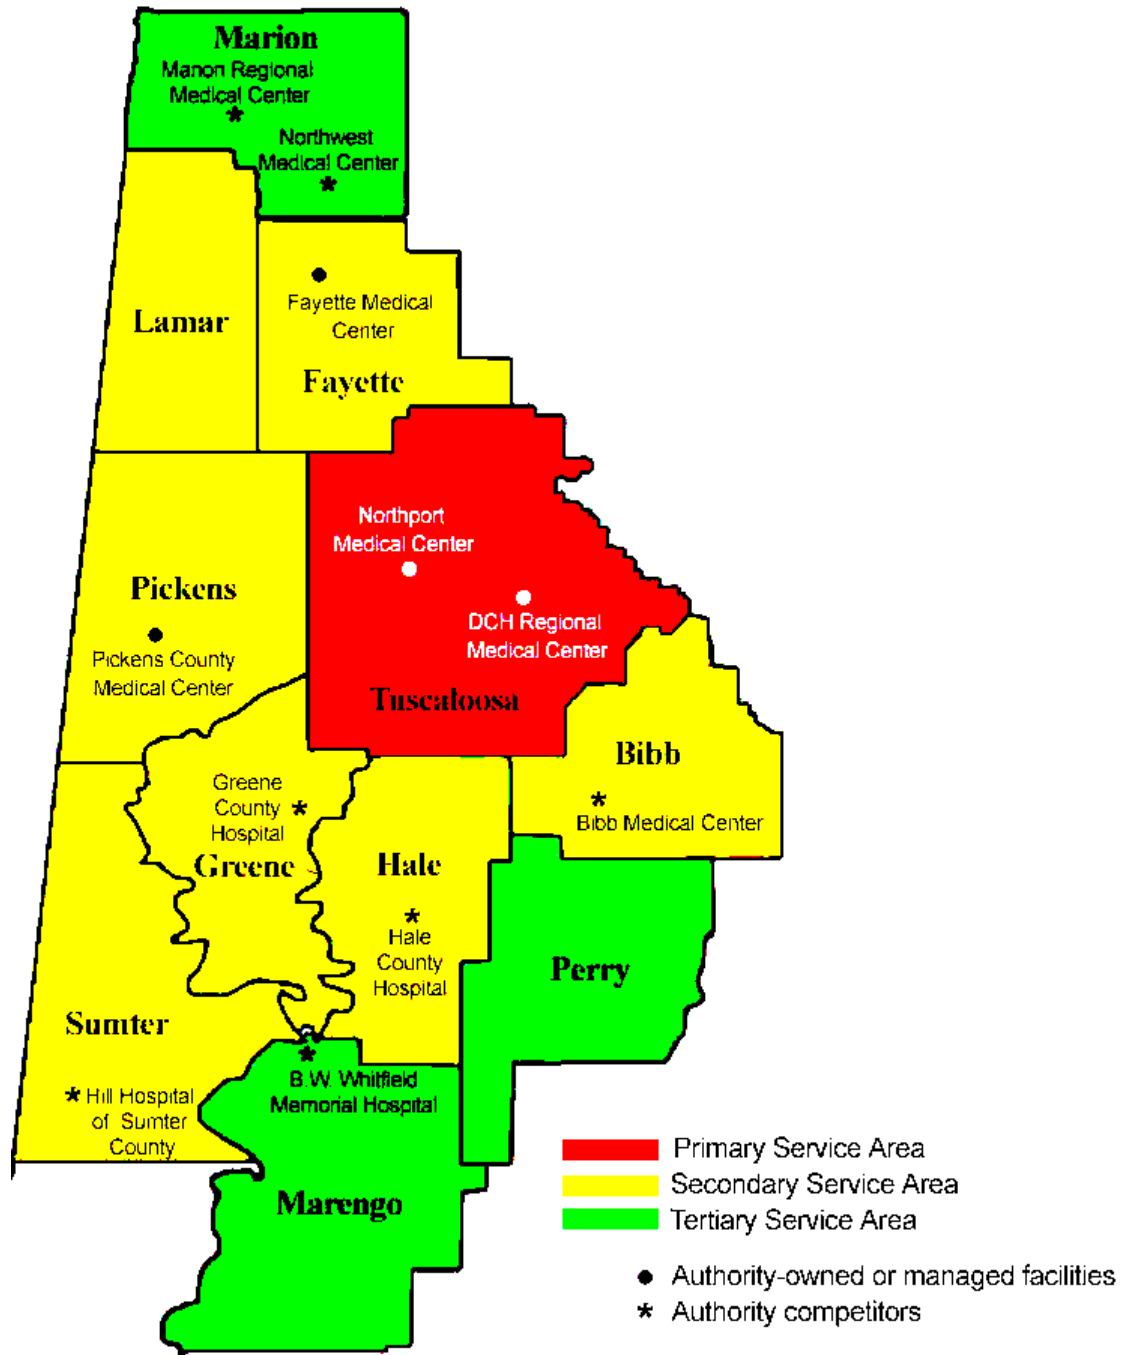 Marion
Manon Regional
Medical Center
Northwest
Medical Center
Lamar
Fayette Medical
Center
Fayette
Northport
Medical Center
DCH Regional
Medical Center
Tuscaloosa
Pickens
Pickens County
Medical Center
Bibb
Bibb Medical Center
Greene
County
Hospital
Greene
Hale
Hale
County
Hospital
Perry
Sumter
Hill Hospital
of Sumter
County
B.W. Whitfield
Memorial Hospital
Marengo
Primary Service Area
Secondary Service Area
Tertiary Service Area
Authority-owned or managed facilities
* Authority competitors